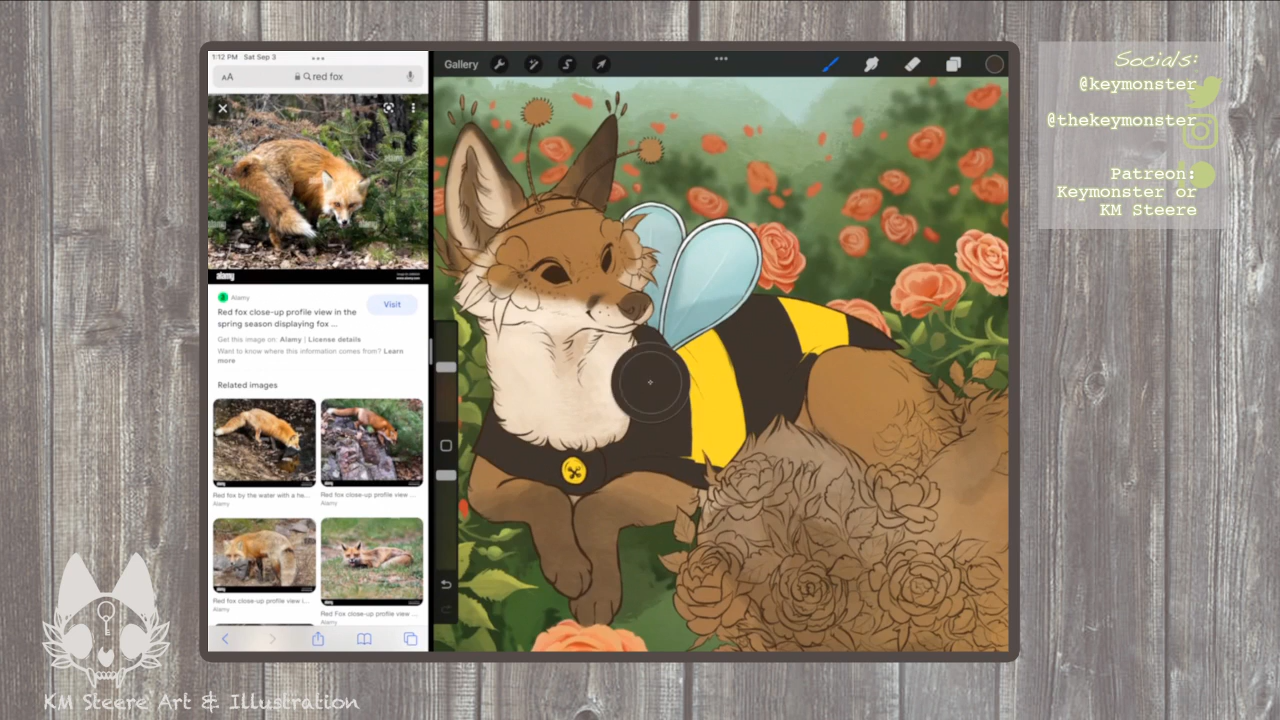 1:12 PM Sat Sep 3
AA
red fox
alamy
alamy
Alamy
Visit
Red fox close-up profile view in the
spring season displaying fox ...
Get this image on: Alamy | License details
Want to know where this information comes from? Learn
more
Related images
Red fox by the water with a he...
Alamy
Red fox close-up profile view ...
Alamy
Red fox close-up profile view i...
Alamy
Red Fox close-up profile view ...
Alamy
Gallery
Socials:
@keymonster
@thekeymonster
Patreon:
Keymonster or
KM Steere
KM Steere Art & Illustration